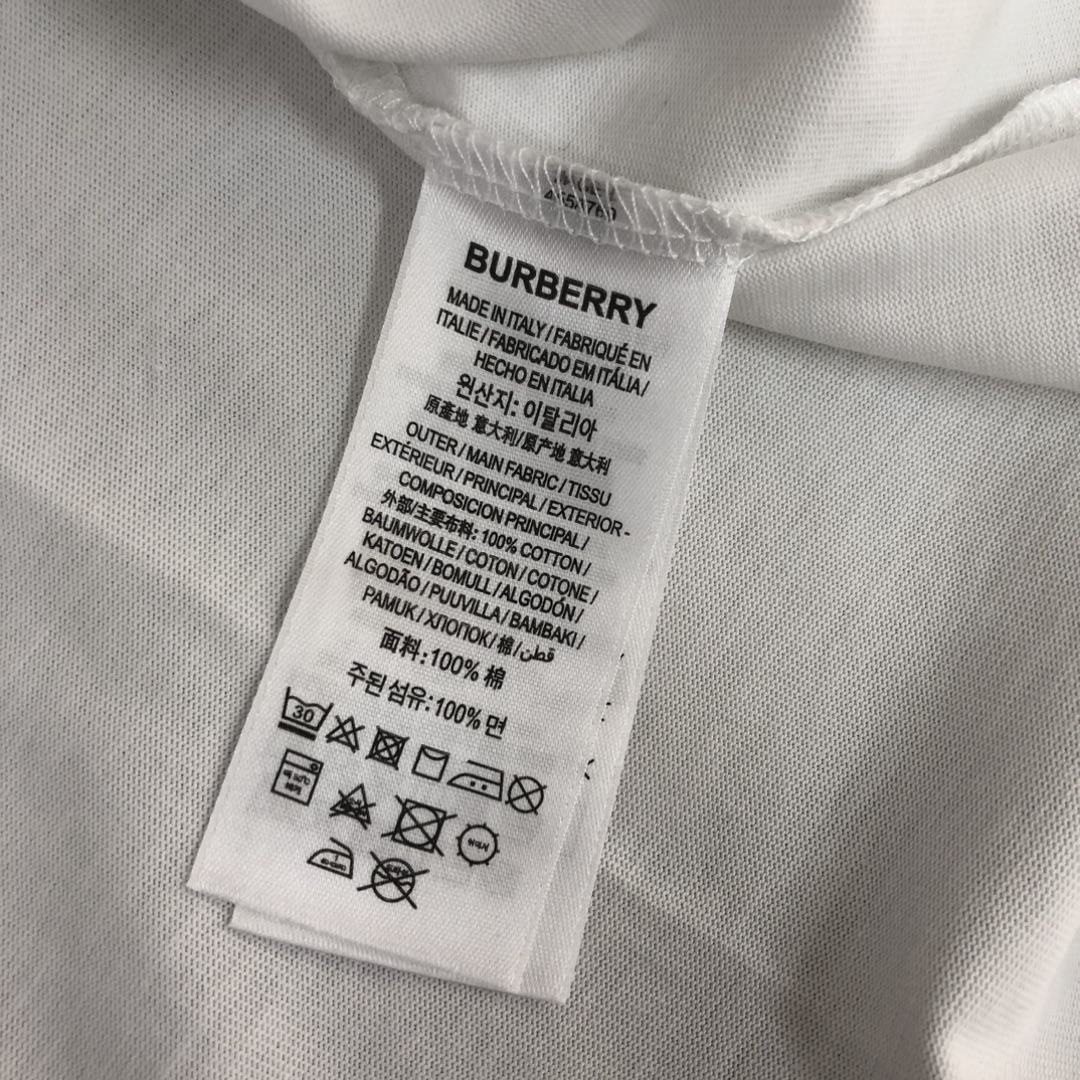 BURBERRY
MADE IN ITALY / FABRIQUÉ EN
ITALIE / FABRICADO EM ITÁLIA /
HECHO EN ITALIA
원산지: 이탈리아
原產地 意大利/原产地 意大利
OUTER / MAIN FABRIC / TISSU
EXTÉRIEUR / PRINCIPAL / EXTERIOR -
COMPOSICION PRINCIPAL /
外部/主要布料: 100% COTTON /
BAUMWOLLE / COTON / COTONE /
KATOEN / BOMULL / ALGODÓN /
ALGODÃO / PUUVILLA / BAMBAKI /
PAMUK / ХЛОПОК / 棉 / قطن
面料: 100% 棉
주된 섬유: 100% 면
30